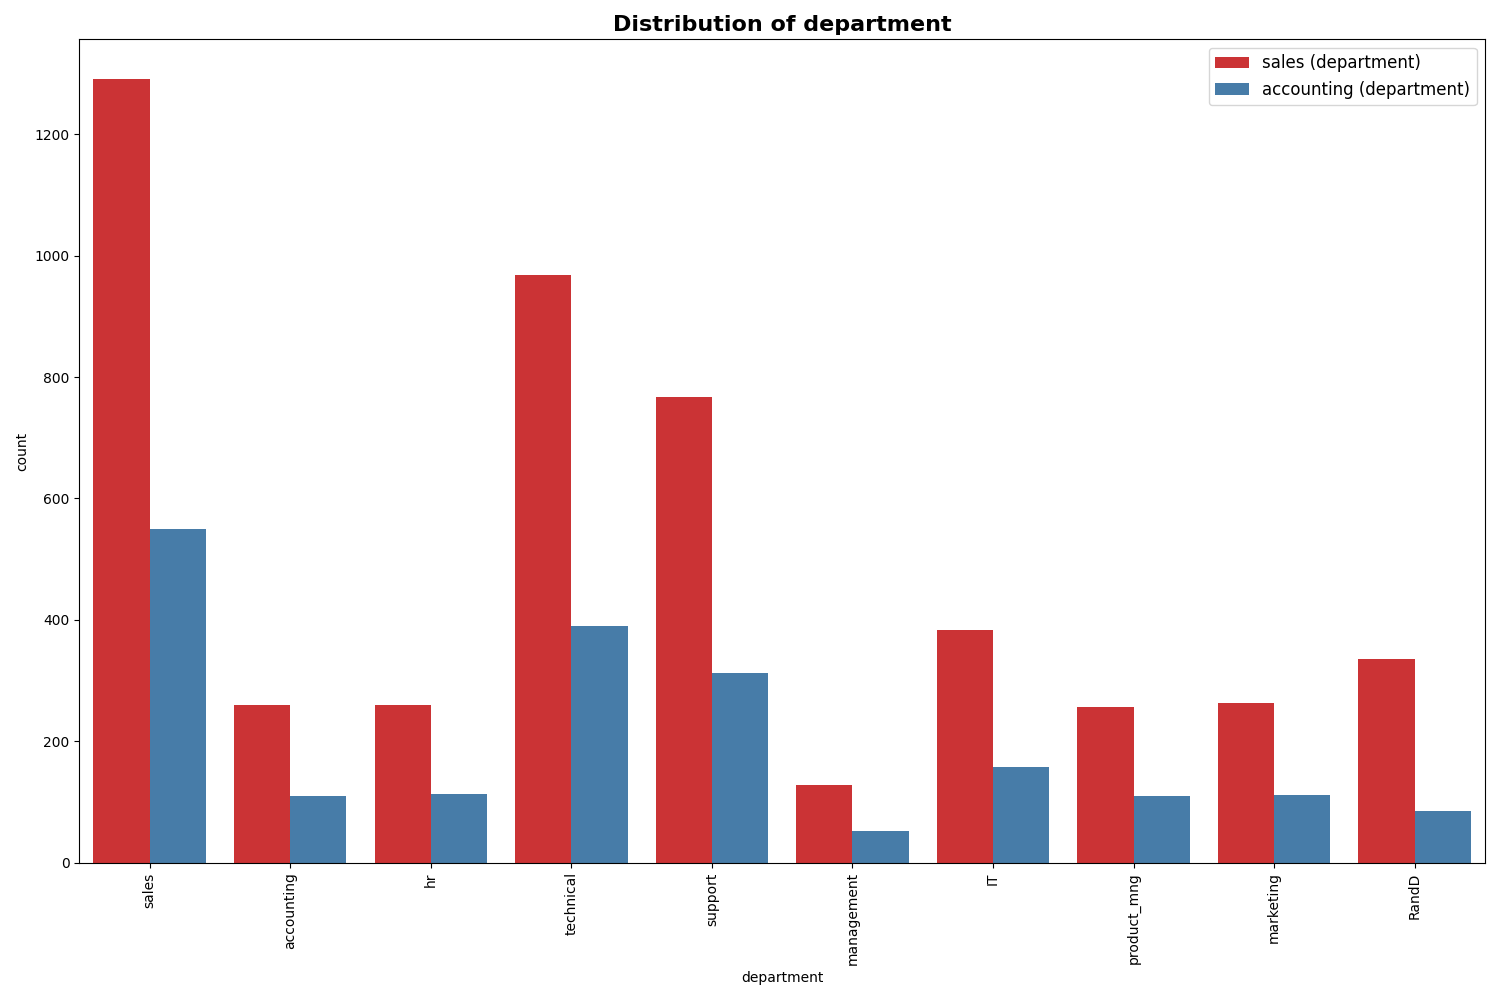 Distribution of department
sales (department)
accounting (department)
count
1200
1000
800
600
400
200
0
sales
accounting
hr
technical
support
management
IT
product_mng
marketing
RandD
department